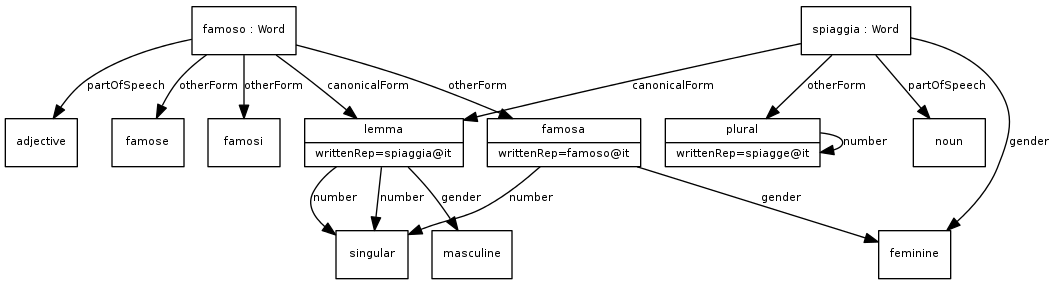 famoso : Word
spiaggia : Word
partOfSpeech
otherForm
otherForm
canonicalForm
otherForm
canonicalForm
otherForm
partOfSpeech
adjective
famose
famosi
lemma
writtenRep=spiaggia@it
famosa
writtenRep=famoso@it
plural
writtenRep=spiagge@it
number
noun
gender
number
number
gender
number
gender
singular
masculine
feminine